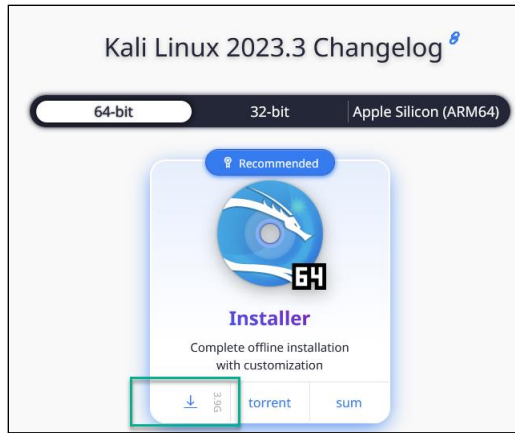 Kali Linux 2023.3 Changelog
64-bit 32-bit Apple Silicon (ARM64)
Recommended
64
Installer
Complete offline installation
with customization
3.9G torrent sum